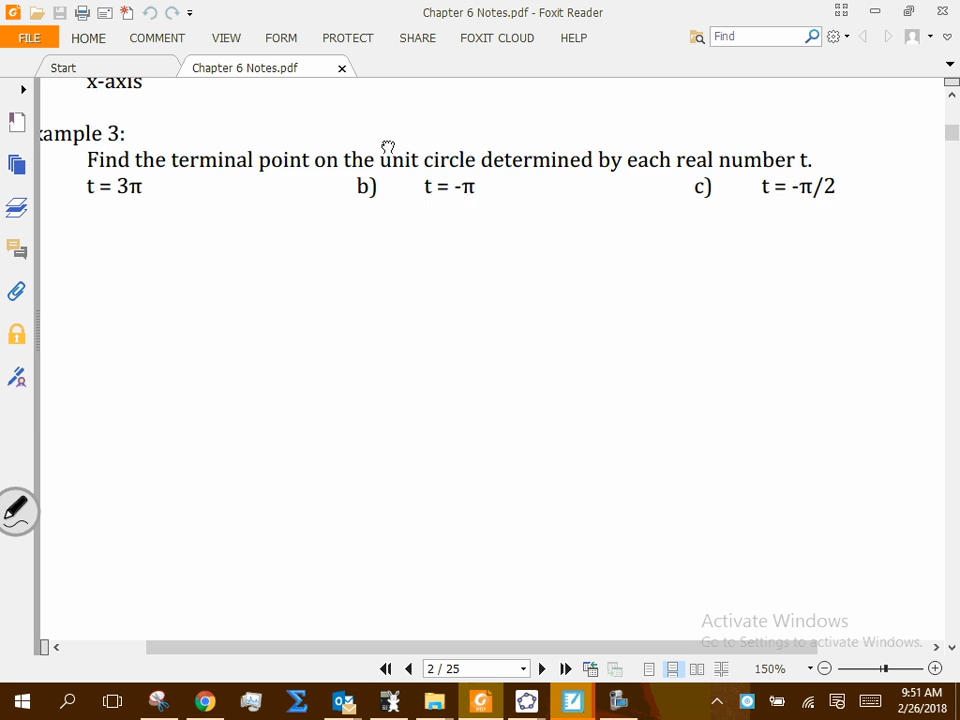 Chapter 6 Notes.pdf - Foxit Reader
FILE HOME COMMENT VIEW FORM PROTECT SHARE FOXIT CLOUD HELP Find
Start Chapter 6 Notes.pdf
x-axis
xample 3:
Find the terminal point on the unit circle determined by each real number t.
t = 3π b) t = -π c) t = -π/2
Activate Windows
Go to Settings to activate Windows.
2 / 25 150%
9:51 AM
2/26/2018